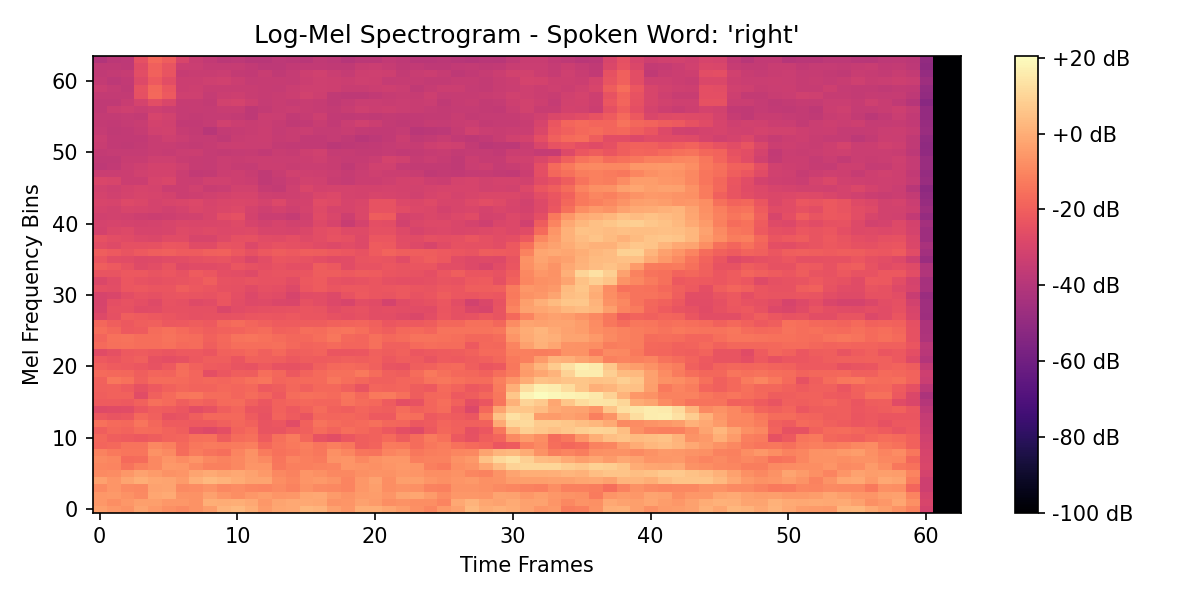 Log-Mel Spectrogram - Spoken Word: 'right'
Mel Frequency Bins
60
50
40
30
20
10
0
0 10 20 30 40 50 60
Time Frames
+20 dB
+0 dB
-20 dB
-40 dB
-60 dB
-80 dB
-100 dB